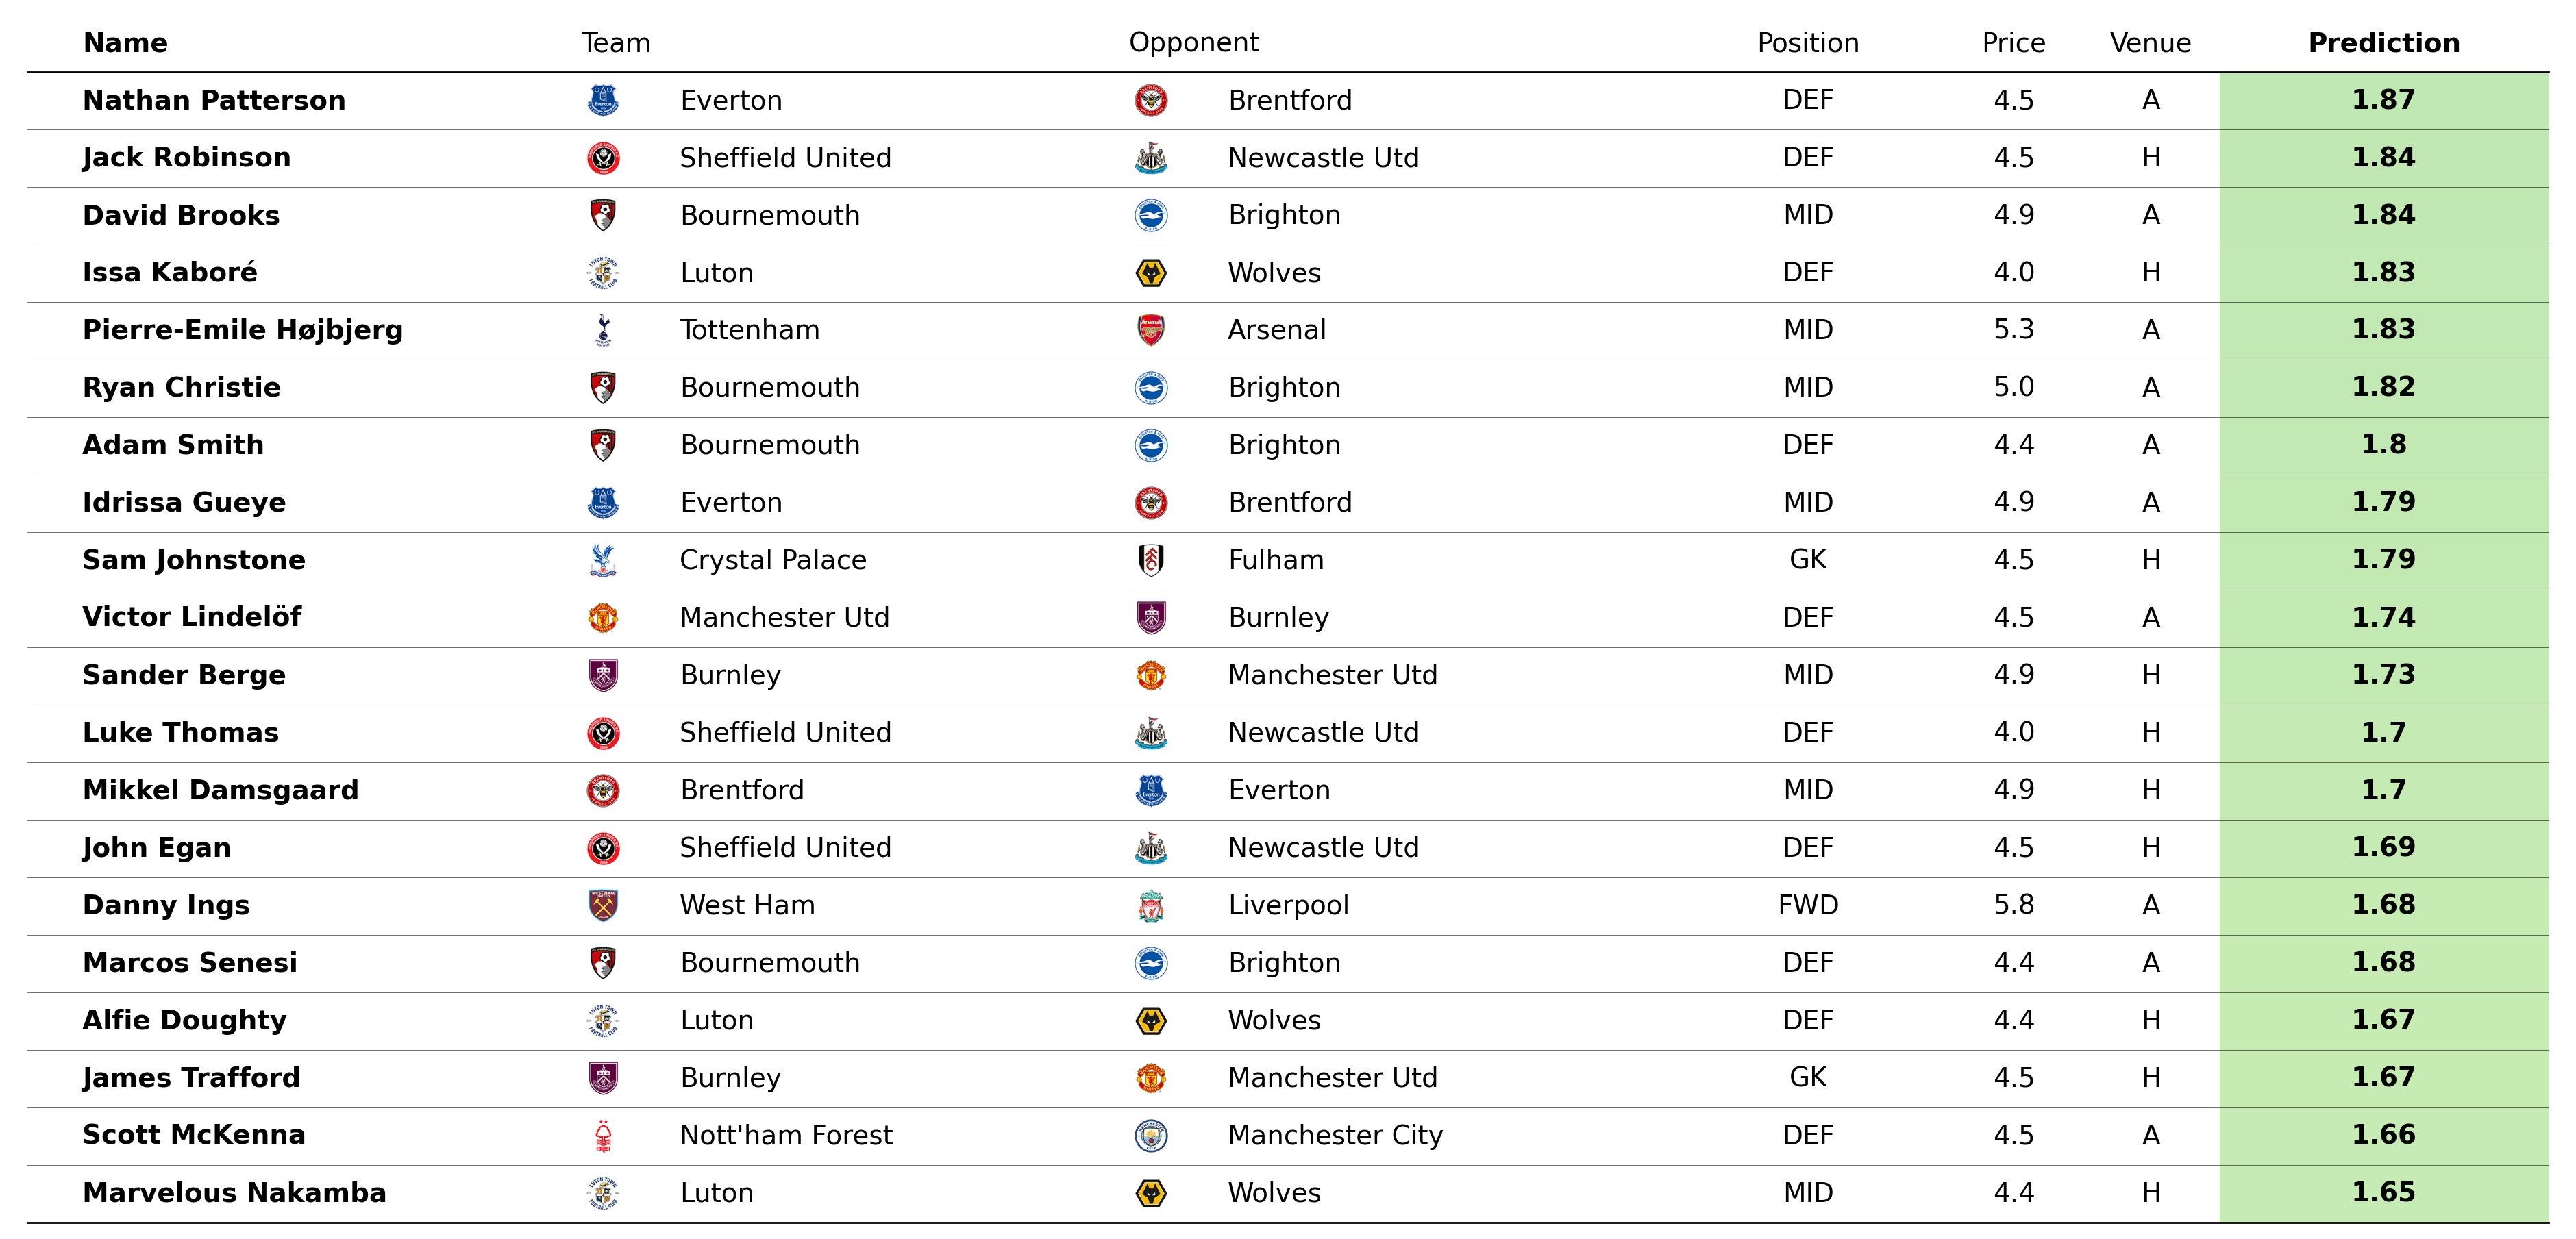 Name Team Opponent Position Price Venue Prediction
Nathan Patterson Everton Brentford DEF 4.5 A 1.87
Jack Robinson Sheffield United Newcastle Utd DEF 4.5 H 1.84
David Brooks Bournemouth Brighton MID 4.9 A 1.84
Issa Kaboré Luton Wolves DEF 4.0 H 1.83
Pierre-Emile Højbjerg Tottenham Arsenal MID 5.3 A 1.83
Ryan Christie Bournemouth Brighton MID 5.0 A 1.82
Adam Smith Bournemouth Brighton DEF 4.4 A 1.8
Idrissa Gueye Everton Brentford MID 4.9 A 1.79
Sam Johnstone Crystal Palace Fulham GK 4.5 H 1.79
Victor Lindelöf Manchester Utd Burnley DEF 4.5 A 1.74
Sander Berge Burnley Manchester Utd MID 4.9 H 1.73
Luke Thomas Sheffield United Newcastle Utd DEF 4.0 H 1.7
Mikkel Damsgaard Brentford Everton MID 4.9 H 1.7
John Egan Sheffield United Newcastle Utd DEF 4.5 H 1.69
Danny Ings West Ham Liverpool FWD 5.8 A 1.68
Marcos Senesi Bournemouth Brighton DEF 4.4 A 1.68
Alfie Doughty Luton Wolves DEF 4.4 H 1.67
James Trafford Burnley Manchester Utd GK 4.5 H 1.67
Scott McKenna Nott'ham Forest Manchester City DEF 4.5 A 1.66
Marvelous Nakamba Luton Wolves MID 4.4 H 1.65